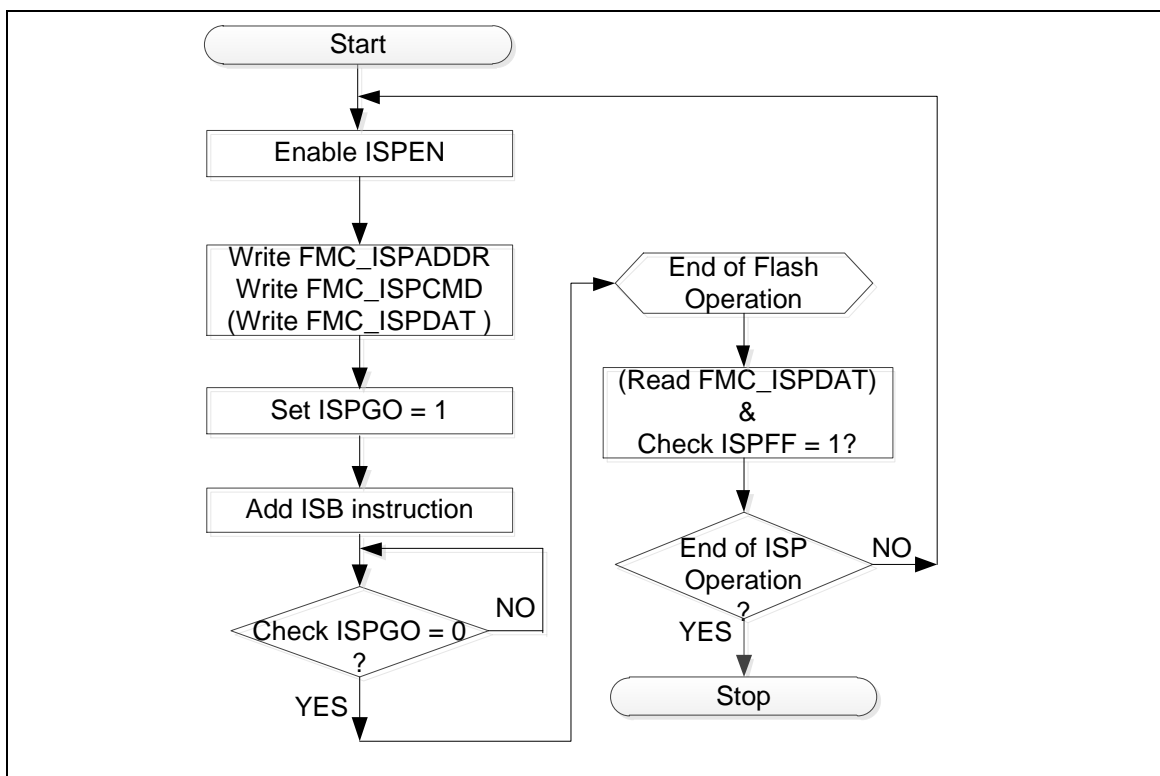 Start
Enable ISPEN
Write FMC_ISPADDR
Write FMC_ISPCMD
(Write FMC_ISPDAT )
Set ISPGO = 1
Add ISB instruction
Check ISPGO = 0
?
NO
YES
End of Flash
Operation
(Read FMC_ISPDAT)
&
Check ISPFF = 1?
End of ISP
Operation
?
NO
YES
Stop